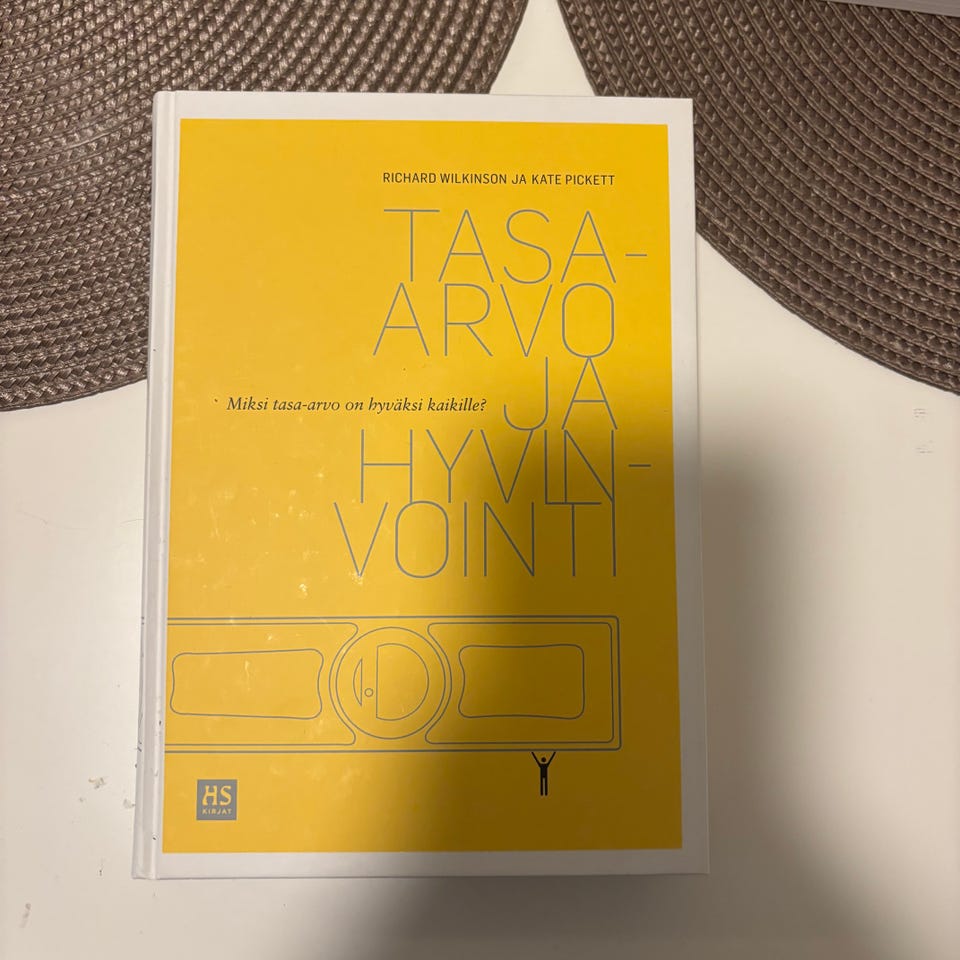 RICHARD WILKINSON JA KATE PICKETT
TASA-
ARVO
JA
Miksi tasa-arvo on hyväksi kaikille?
HYVIN-
VOINTI
HS
KIRJAT